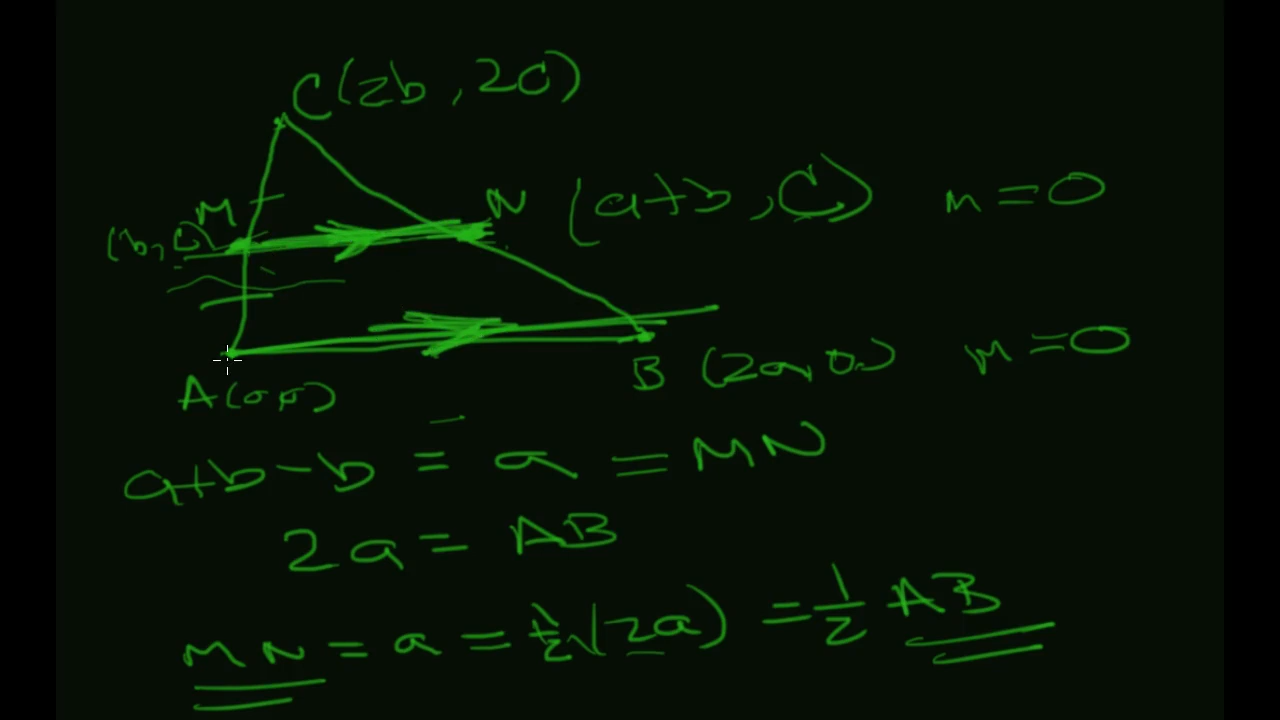 C(2b, 2C)
M N (a+b, C) m=0
(b, C)
B (2a, 0) m=0
A(0,0)
a+b-b = a = MN
2a = AB
MN = a = 1/2 (2a) = 1/2 AB